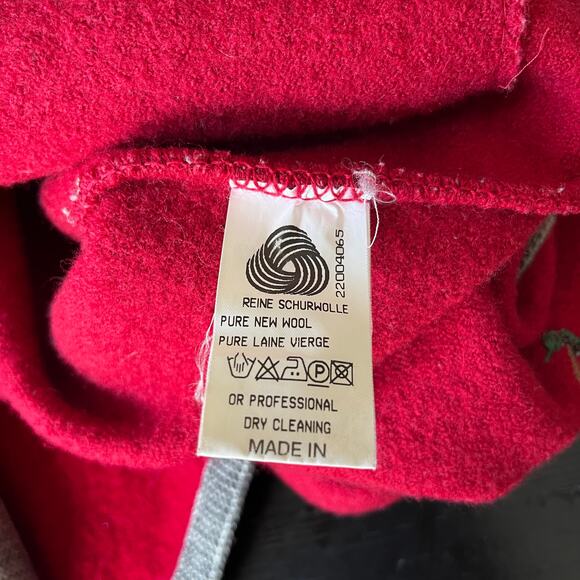 22004065
REINE SCHURWOLLE
PURE NEW WOOL
PURE LAINE VIERGE
P
OR PROFESSIONAL
DRY CLEANING
MADE IN